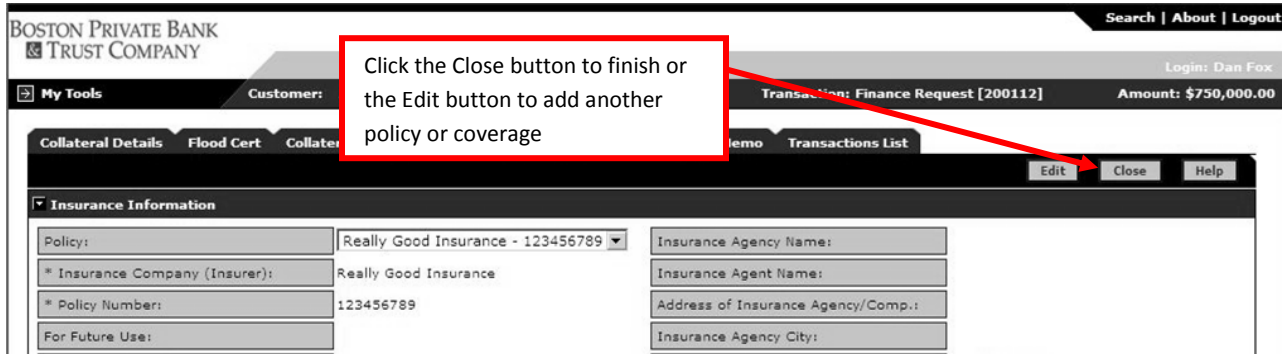 Search | About | Logout
BOSTON PRIVATE BANK
& TRUST COMPANY
Login: Dan Fox
My Tools Customer: Transaction: Finance Request [200112] Amount: $750,000.00
Click the Close button to finish or
the Edit button to add another
policy or coverage
Collateral Details Flood Cert Transactions List
Edit Close Help
Insurance Information
Policy: Really Good Insurance - 123456789 Insurance Agency Name:
* Insurance Company (Insurer): Really Good Insurance Insurance Agent Name:
* Policy Number: 123456789 Address of Insurance Agency/Comp.:
For Future Use: Insurance Agency City: